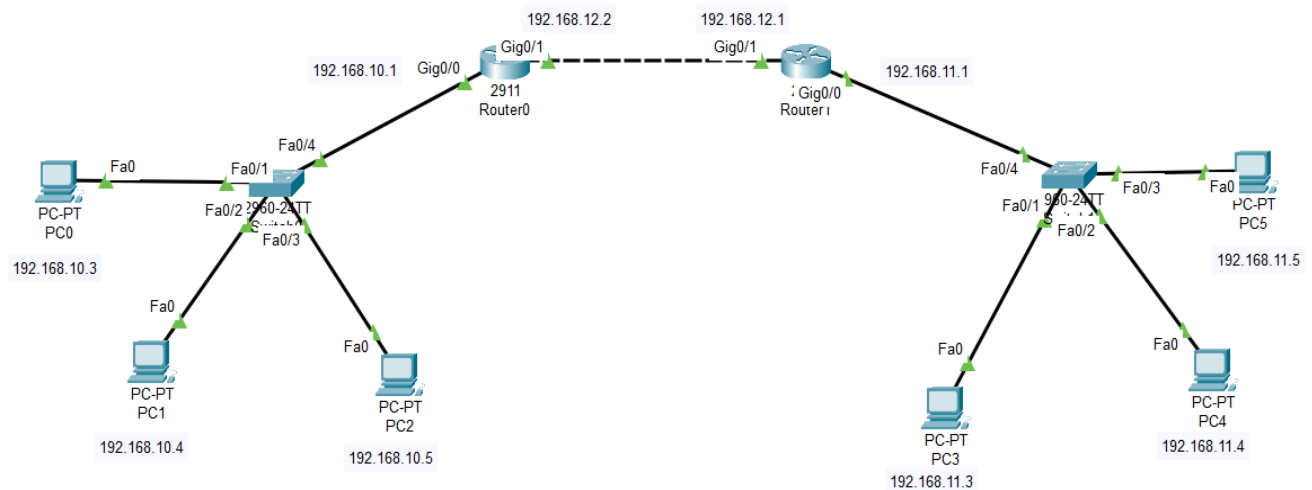 192.168.12.2
192.168.12.1
Gig0/1
Gig0/1
192.168.10.1
Gig0/0
192.168.11.1
2911
Router0
Gig0/0
Fa0/4
Fa0/4
Fa0
Fa0/1
Fa0/3
Fa0
PC-PT
PC0
Fa0/2
Fa0/3
Fa0/1
Fa0/2
PC-PT
PC5
192.168.10.3
192.168.11.5
Fa0
Fa0
Fa0
Fa0
PC-PT
PC1
PC-PT
PC2
PC-PT
PC4
PC-PT
PC3
192.168.10.4
192.168.10.5
192.168.11.4
192.168.11.3